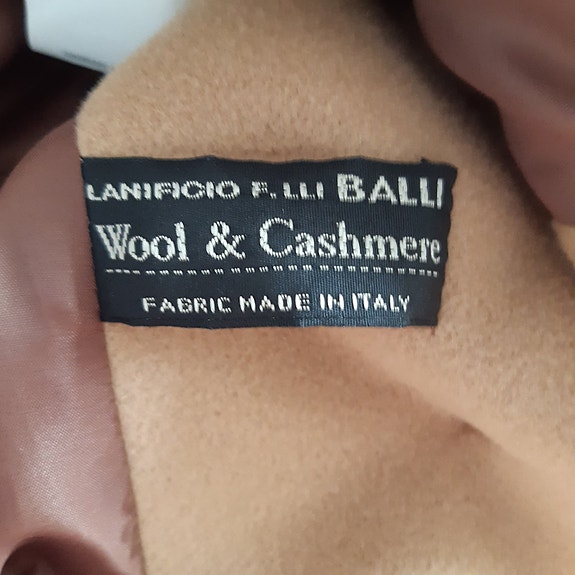 LANIFICIO F.LLI BALLI
Wool & Cashmere
FABRIC MADE IN ITALY